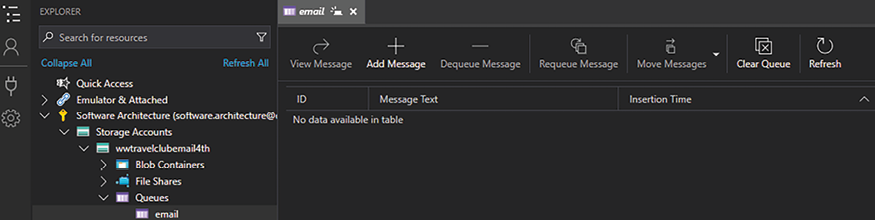 EXPLORER
Search for resources
Collapse All
Refresh All
Quick Access
Emulator & Attached
Software Architecture (software.architecture@
Storage Accounts
wwtravelclubemail4th
Blob Containers
File Shares
Queues
email
email
View Message
Add Message
Dequeue Message
Requeue Message
Move Messages
Clear Queue
Refresh
ID
Message Text
Insertion Time
No data available in table